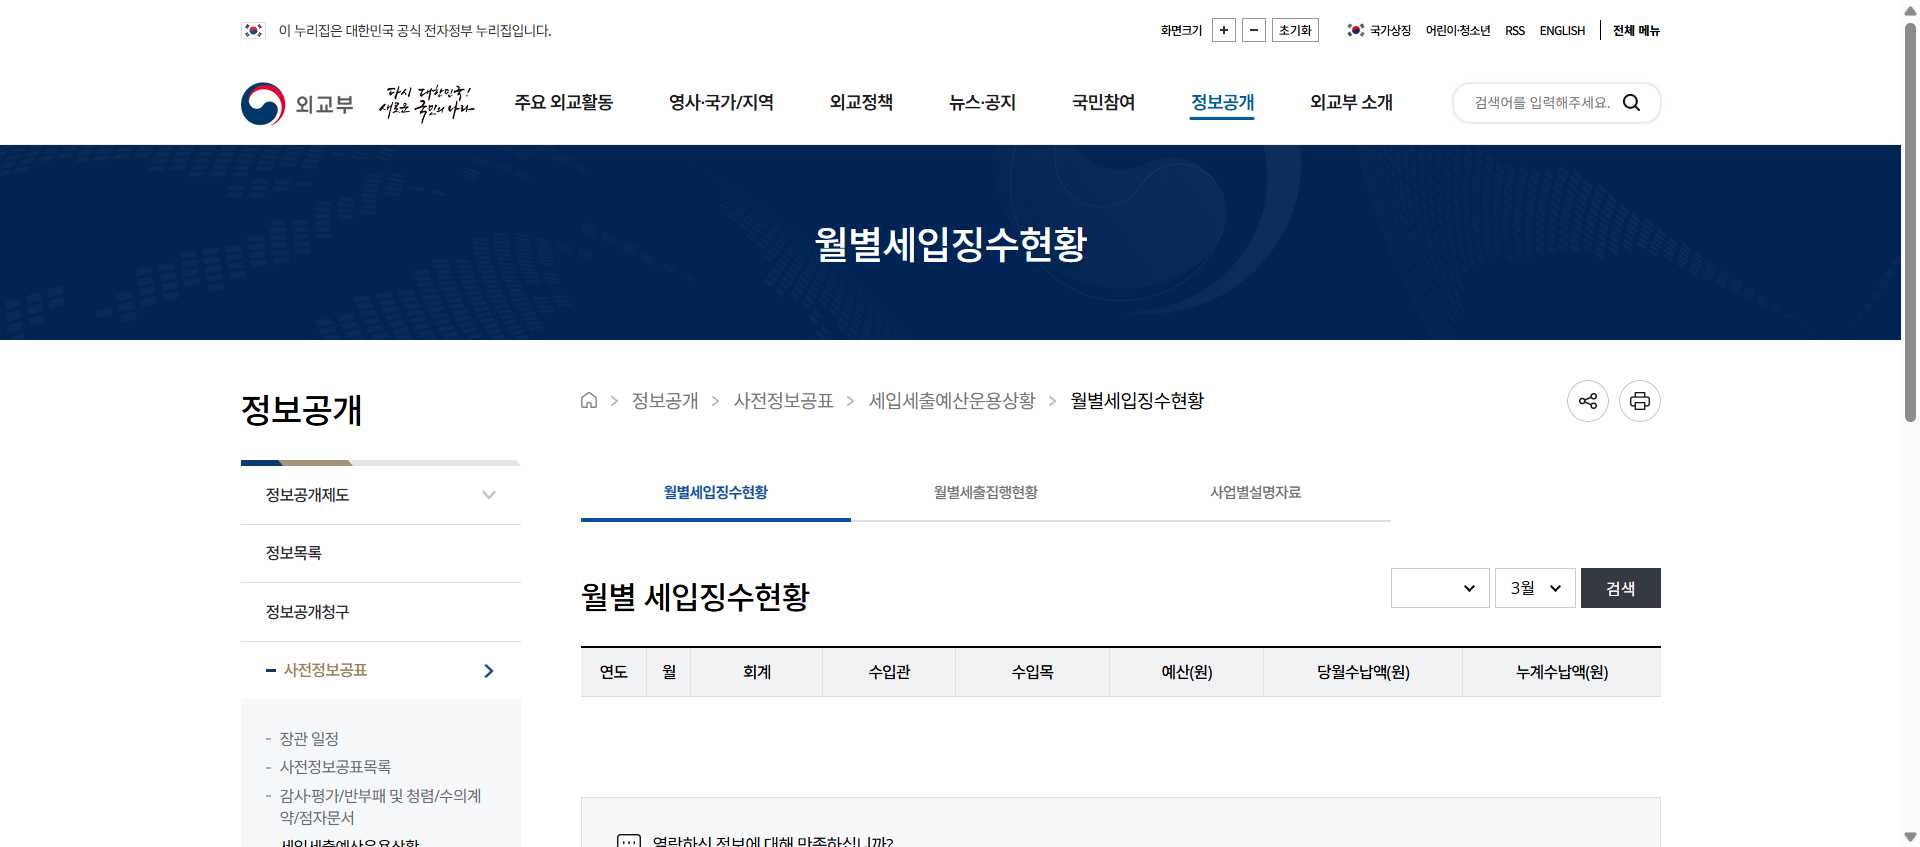 이 누리집은 대한민국 공식 전자정부 누리집입니다.
화면크기 + − 초기화 국가상징 어린이·청소년 RSS ENGLISH 전체 메뉴
외교부 다시 대한민국! 새로운 국민의 나라 주요 외교활동 영사·국가/지역 외교정책 뉴스·공지 국민참여 정보공개 외교부 소개 검색어를 입력해주세요.
월별세입징수현황
정보공개
> 정보공개 > 사전정보공표 > 세입세출예산운용상황 > 월별세입징수현황
정보공개제도
정보목록
정보공개청구
사전정보공표
- 장관 일정
- 사전정보공표목록
- 감사·평가/반부패 및 청렴/수의계
약/점자문서
세입세출예산운용상황
월별세입징수현황 월별세출집행현황 사업별설명자료
월별 세입징수현황
3월 검색
연도 월 회계 수입관 수입목 예산(원) 당월수납액(원) 누계수납액(원)
열람하신 정보에 대해 만족하십니까?